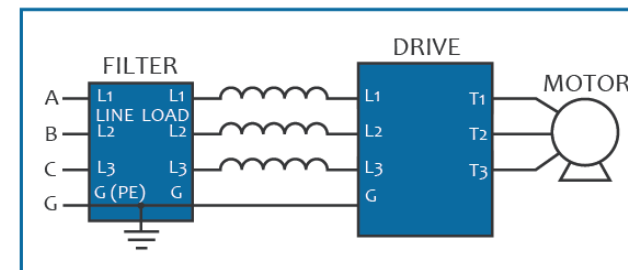 DRIVE
FILTER
MOTOR
A L1 L1 L1 T1
LINE LOAD
B L2 L2 L2 T2
C L3 L3 L3 T3
G (PE) G G
G